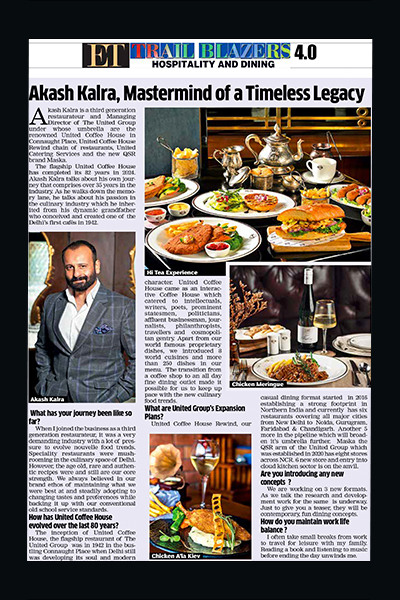 ET TRAIL BLAZERS 4.0
HOSPITALITY AND DINING
Akash Kalra, Mastermind of a Timeless Legacy
Akash Kalra is a third generation
restaurateur and Managing
Director of The United Group
under whose umbrella are the
renowned United Coffee House in
Connaught Place, United Coffee House
Rewind chain of restaurants, United
Catering Services and the new QSR
brand Maska.
The flagship United Coffee House
has completed its 82 years in 2024.
Akash Kalra talks about his own jour-
ney that comprises over 35 years in the
industry. As he walks down the memo-
ry lane, he talks about his passion in
the culinary industry which he inher-
ited from his dynamic grandfather
who conceived and created one of the
Delhi's first cafés in 1942.
Akash Kalra
What has your journey been like so
far?
When I joined the business as a third
generation restaurateur, it was a very
demanding industry with a lot of pres-
sure to evolve nouvelle food trends.
Speciality restaurants were mush-
rooming in the culinary space of Delhi.
However, the age old, rare and authen-
tic recipes were and still are our core
strength. We always believed in our
brand ethos of maintaining what we
were best at and steadily adopting to
changing tastes and preferences while
backing it up with our conventional
old school service standards.
How has United Coffee House
evolved over the last 80 years?
The inception of United Coffee
House, the flagship restaurant of The
United Group was in 1942 in the bus-
tling Connaught Place when Delhi still
was developing its soul and modern
Hi Tea Experience
character. United Coffee
House came as an interac-
tive Coffee House which
catered to intellectuals,
writers, poets, prominent
statesmen, politicians,
affluent businessman, jour-
nalists, philanthropists,
travellers and cosmopoli-
tan gentry. Apart from our
world famous proprietary
dishes, we introduced 8
world cuisines and more
than 250 dishes in our
menu. The transition from
a coffee shop to an all day
fine dining outlet made it
possible for us to keep up
pace with the new culinary
food trends.
What are United Group's Expansion
Plans?
United Coffee House Rewind, our
Chicken A'la Kiev
Chicken Meringue
casual dining format started in 2016
establishing a strong footprint in
Northern India and currently has six
restaurants covering all major cities
from New Delhi to Noida, Gurugram,
Faridabad & Chandigarh. Another 5
more in the pipeline which will broad-
en it's umbrella further. Maska the
QSR arm of the United Group which
was established in 2020 has eight stores
across NCR. 6 new store and entry into
cloud kitchen sector is on the anvil.
Are you introducing any new
concepts ?
We are working on 3 new formats.
As we talk the research and develop-
ment work for the same is underway.
Just to give you a teaser, they will be
contemporary, fun dining concepts.
How do you maintain work life
balance ?
I often take small breaks from work
to travel for leisure with my family.
Reading a book and listening to music
before ending the day unwinds me.